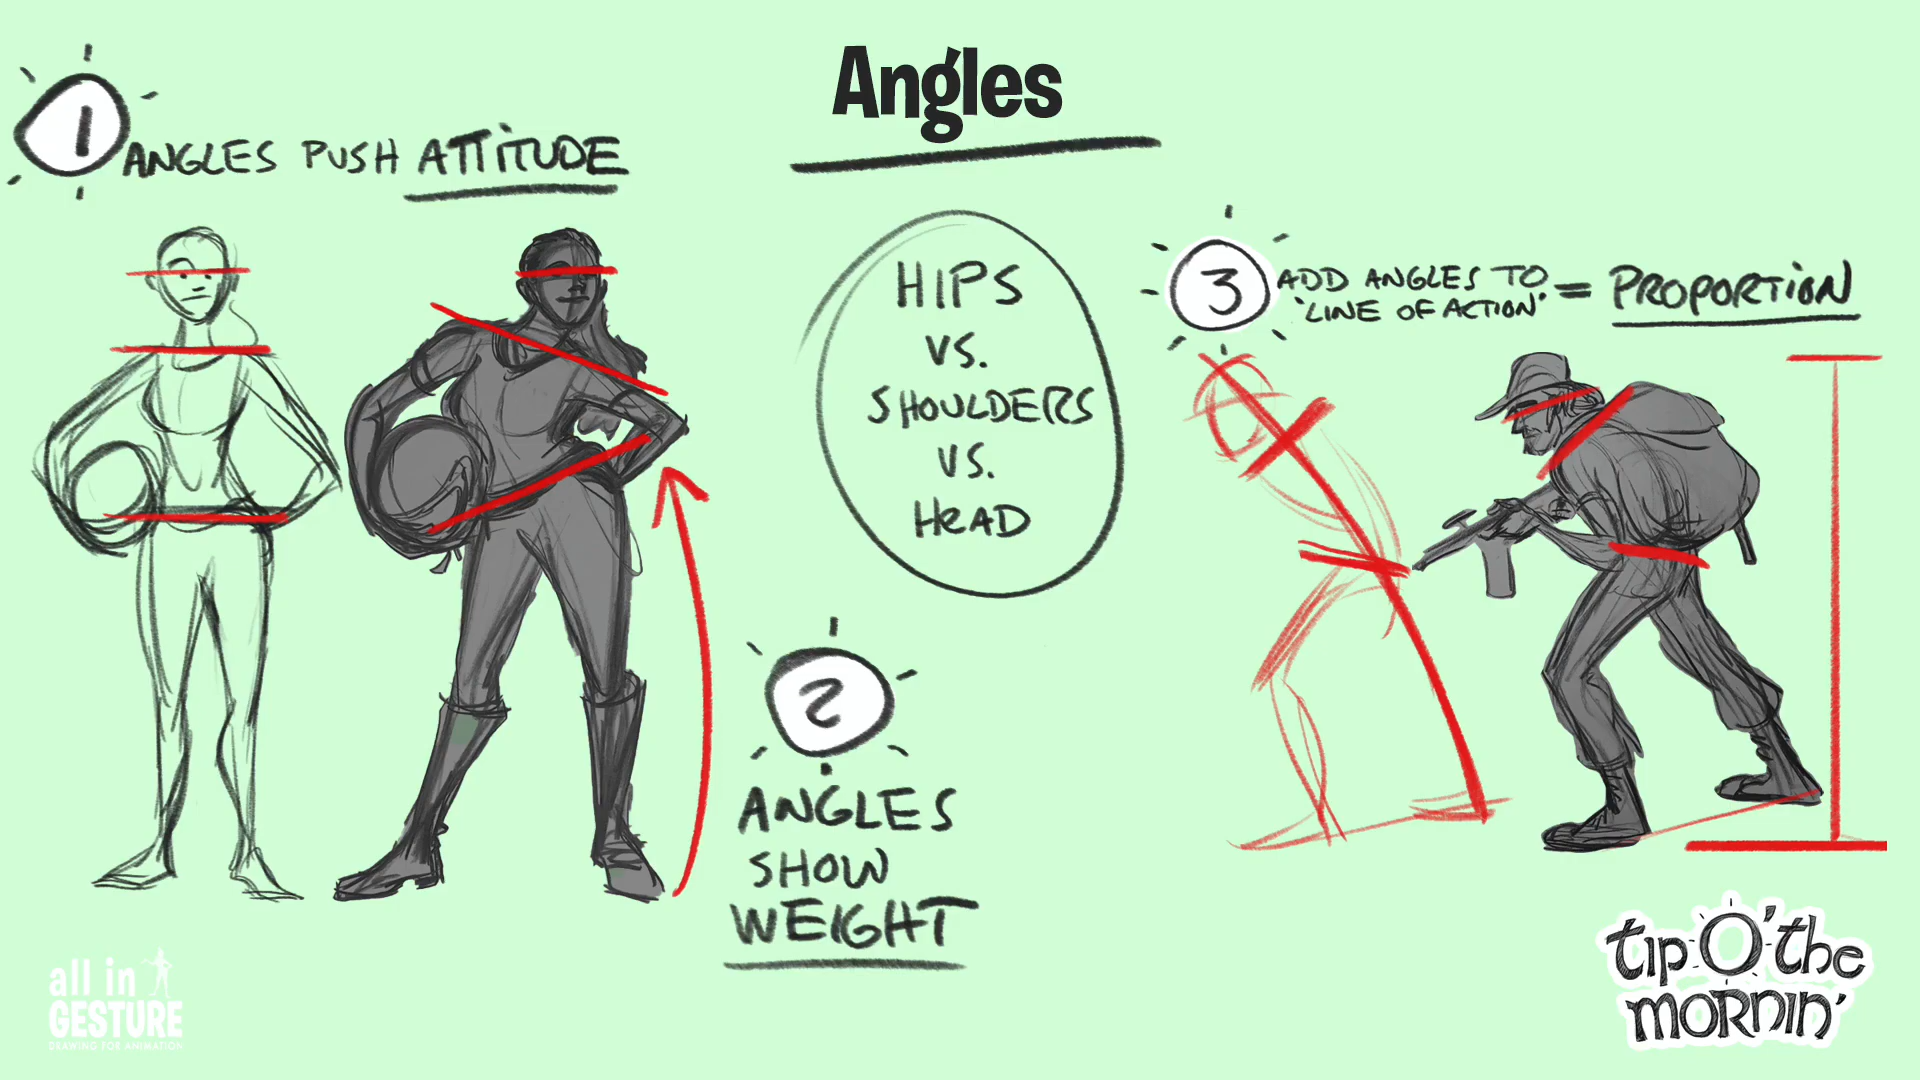 Angles
1
ANGLES PUSH ATTITUDE
HIPS
VS.
SHOULDERS
VS.
HEAD
2
ANGLES
SHOW
WEIGHT
3
ADD ANGLES TO
"LINE OF ACTION" = PROPORTION
all in
GESTURE
DRAWING FOR ANIMATION
tip O' the
mornin'